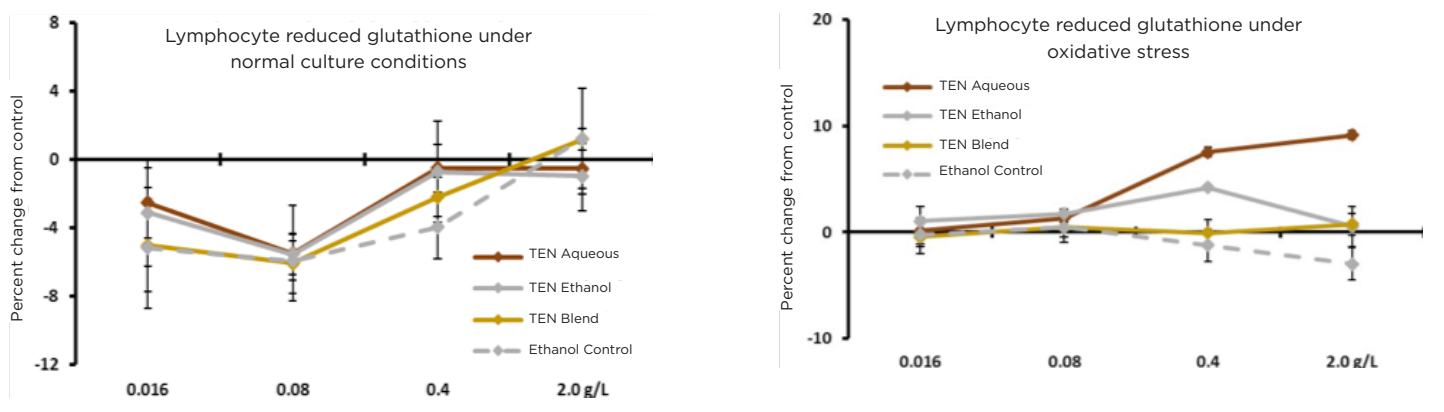 Lymphocyte reduced glutathione under
normal culture conditions
Percent change from control
8
4
0
-4
-8
-12
TEN Aqueous
TEN Ethanol
TEN Blend
Ethanol Control
0.016 0.08 0.4 2.0 g/L
Lymphocyte reduced glutathione under
oxidative stress
Percent change from control
20
10
0
-10
TEN Aqueous
TEN Ethanol
TEN Blend
Ethanol Control
0.016 0.08 0.4 2.0 g/L